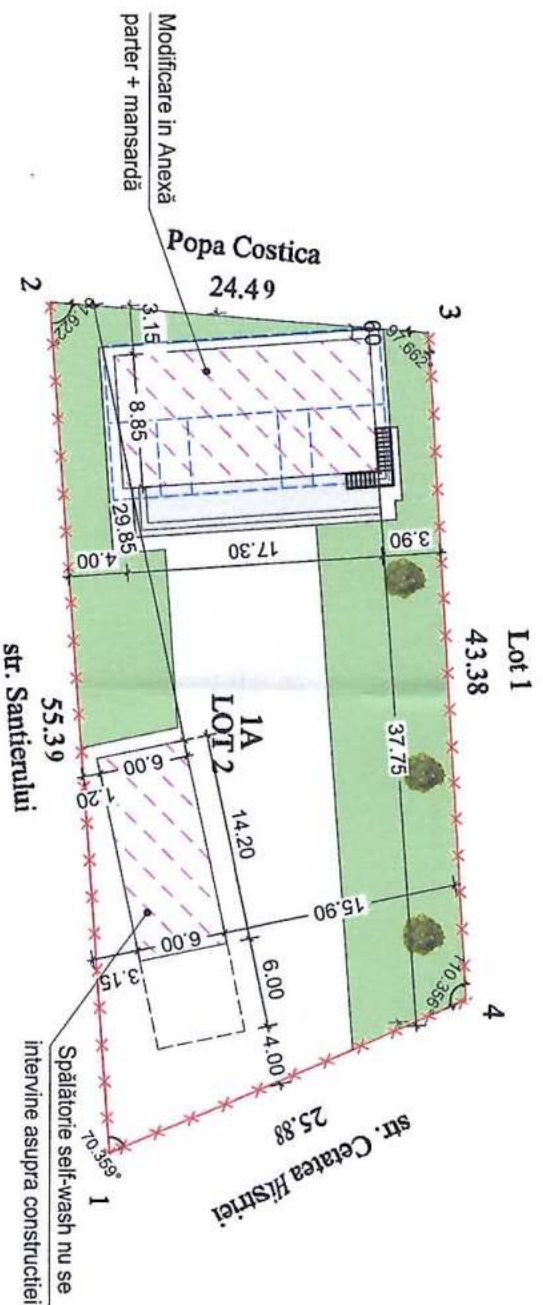 Modificare in Anexă
parter + mansardă
Popa Costica
24.49
2
3
81.622°
97.662°
3.15
60
8.85
29.85
4.00
17.30
3.90
Lot 1
43.38
37.75
1A
LOT 2
str. Santierului
55.39
6.00
1.20
14.20
15.90
6.00
3.15
6.00
4.00
110.356°
4
25.88
str. Cetatea Histriei
70.359°
1
Spălătorie self-wash nu se
intervine asupra constructiei